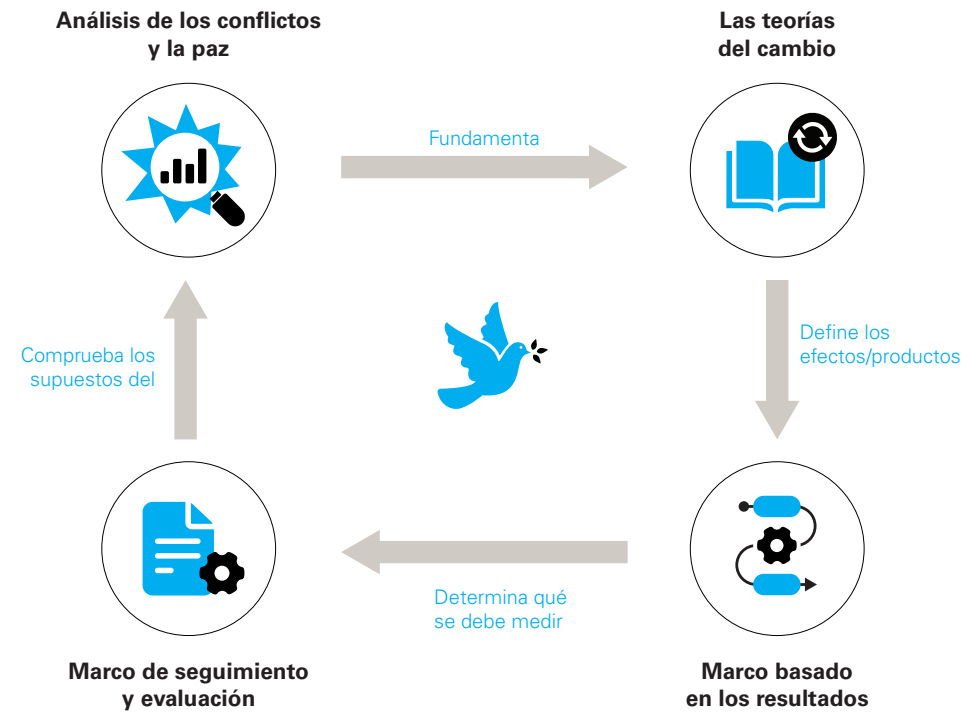 Análisis de los conflictos
y la paz
Las teorías
del cambio
Fundamenta
Define los
efectos/productos
Comprueba los
supuestos del
Determina qué
se debe medir
Marco de seguimiento
y evaluación
Marco basado
en los resultados